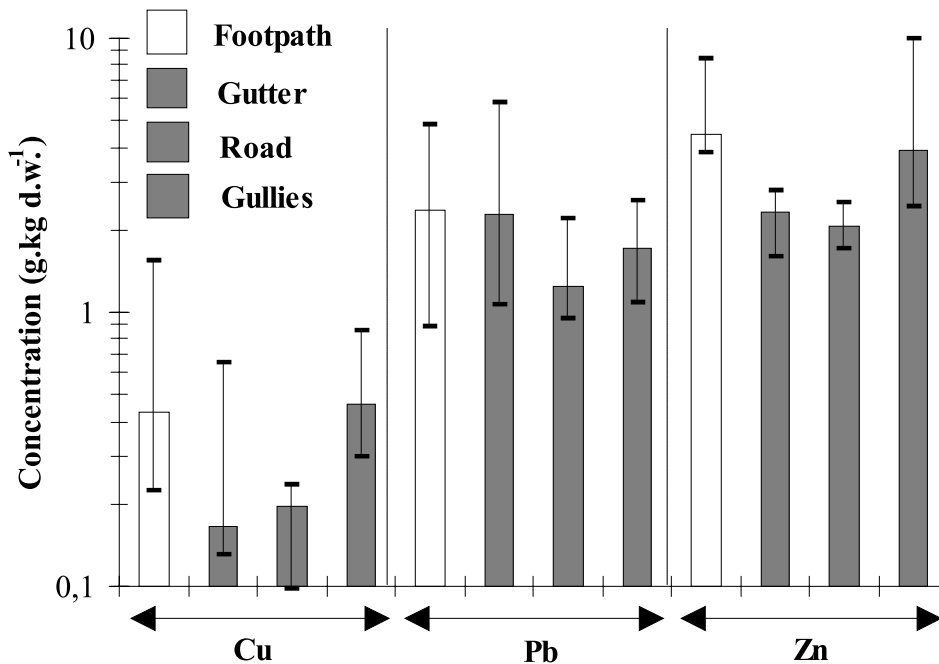 10
1
0,1
Concentration (g.kg d.w.-1)
Footpath
Gutter
Road
Gullies
Cu
Pb
Zn